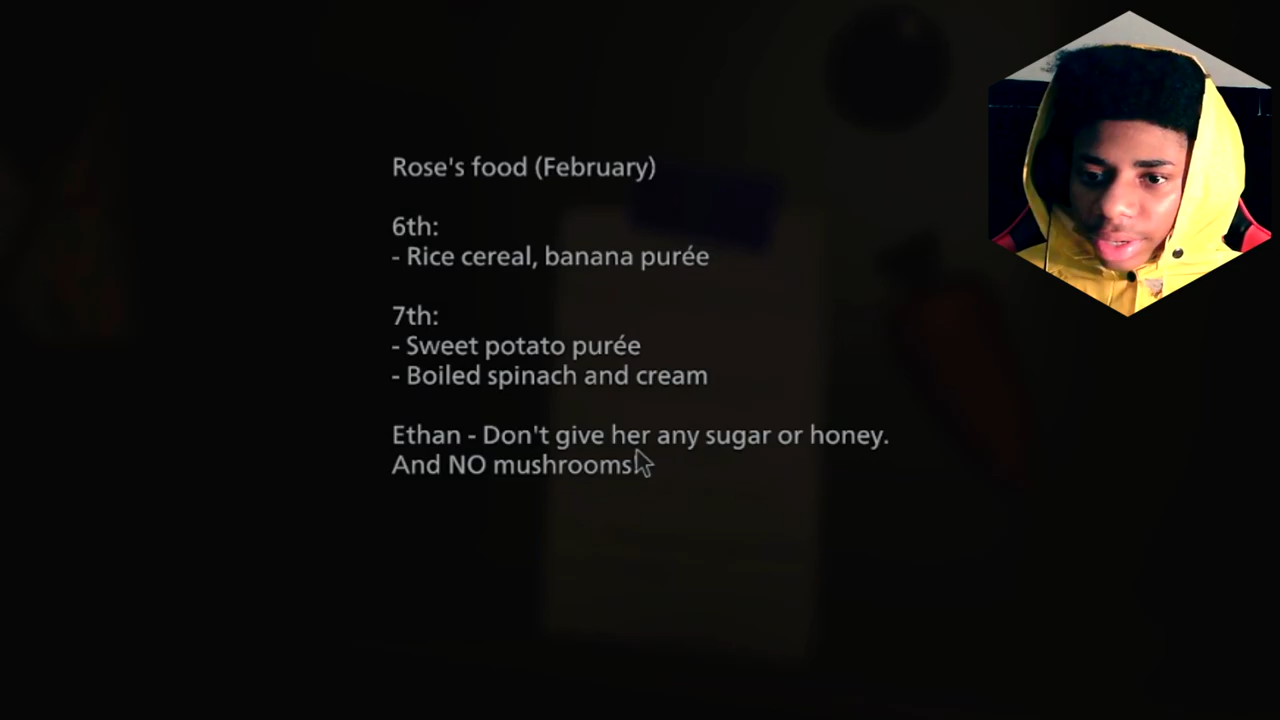 Rose's food (February)
6th:
- Rice cereal, banana purée
7th:
- Sweet potato purée
- Boiled spinach and cream
Ethan - Don't give her any sugar or honey.
And NO mushrooms